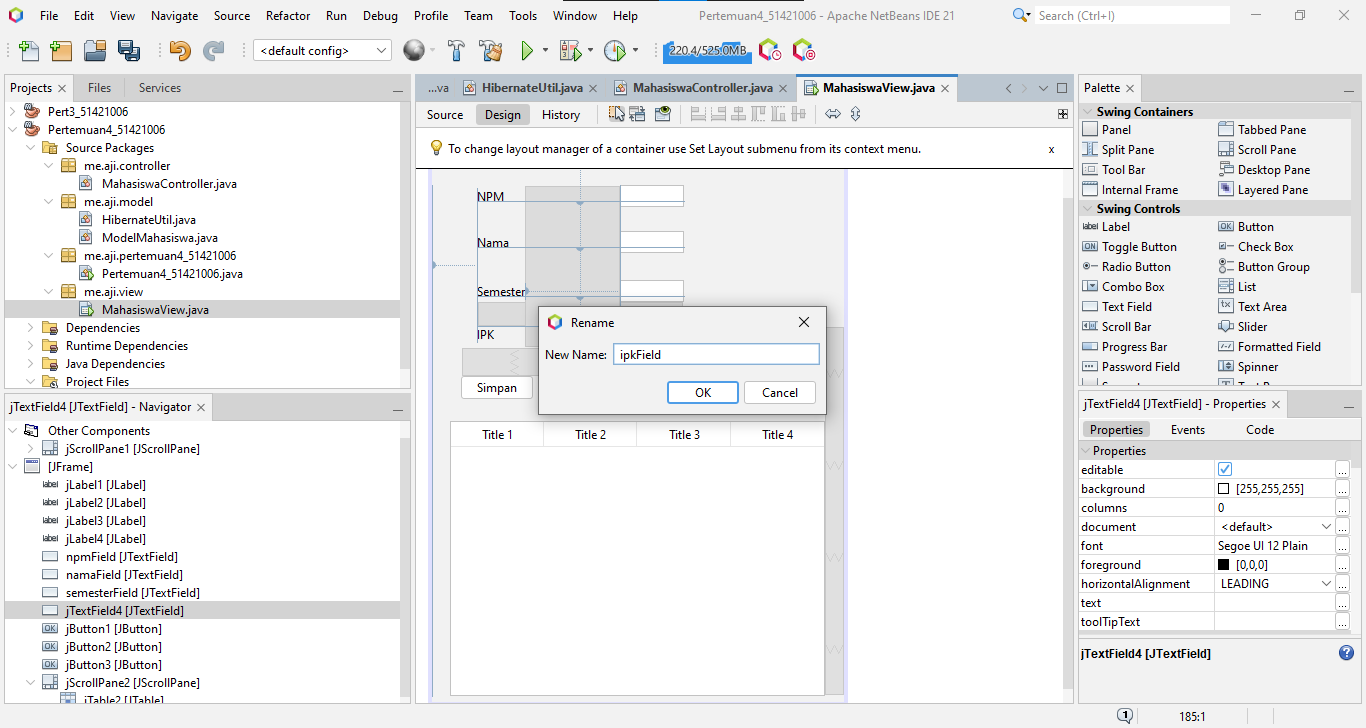 File Edit View Navigate Source Refactor Run Debug Profile Team Tools Window Help Pertemuan4_51421006 - Apache NetBeans IDE 21 Search (Ctrl+I)
<default config> 220.4/525.0MB
Projects Files Services
Pert3_51421006
Pertemuan4_51421006
Source Packages
me.aji.controller
MahasiswaController.java
me.aji.model
HibernateUtil.java
ModelMahasiswa.java
me.aji.pertemuan4_51421006
Pertemuan4_51421006.java
me.aji.view
MahasiswaView.java
Dependencies
Runtime Dependencies
Java Dependencies
Project Files
jTextField4 [JTextField] - Navigator
Other Components
jScrollPane1 [JScrollPane]
[JFrame]
jLabel1 [JLabel]
jLabel2 [JLabel]
jLabel3 [JLabel]
jLabel4 [JLabel]
npmField [JTextField]
namaField [JTextField]
semesterField [JTextField]
jTextField4 [JTextField]
jButton1 [JButton]
jButton2 [JButton]
jButton3 [JButton]
jScrollPane2 [JScrollPane]
jTable2 [JTable]
...va HibernateUtil.java MahasiswaController.java MahasiswaView.java
Source Design History
To change layout manager of a container use Set Layout submenu from its context menu. x
NPM
Nama
Semester
IPK
Simpan
Rename
New Name: ipkField
OK Cancel
Title 1 Title 2 Title 3 Title 4
Palette
Swing Containers
Panel Tabbed Pane
Split Pane Scroll Pane
Tool Bar Desktop Pane
Internal Frame Layered Pane
Swing Controls
label Label OK Button
ON Toggle Button Check Box
Radio Button Button Group
Combo Box List
Text Field Text Area
Scroll Bar Slider
Progress Bar Formatted Field
Password Field Spinner
jTextField4 [JTextField] - Properties
Properties Events Code
Properties
editable ...
background [255,255,255] ...
columns 0 ...
document <default> ...
font Segoe UI 12 Plain ...
foreground [0,0,0] ...
horizontalAlignment LEADING ...
text ...
toolTipText ...
jTextField4 [JTextField]
1 185:1